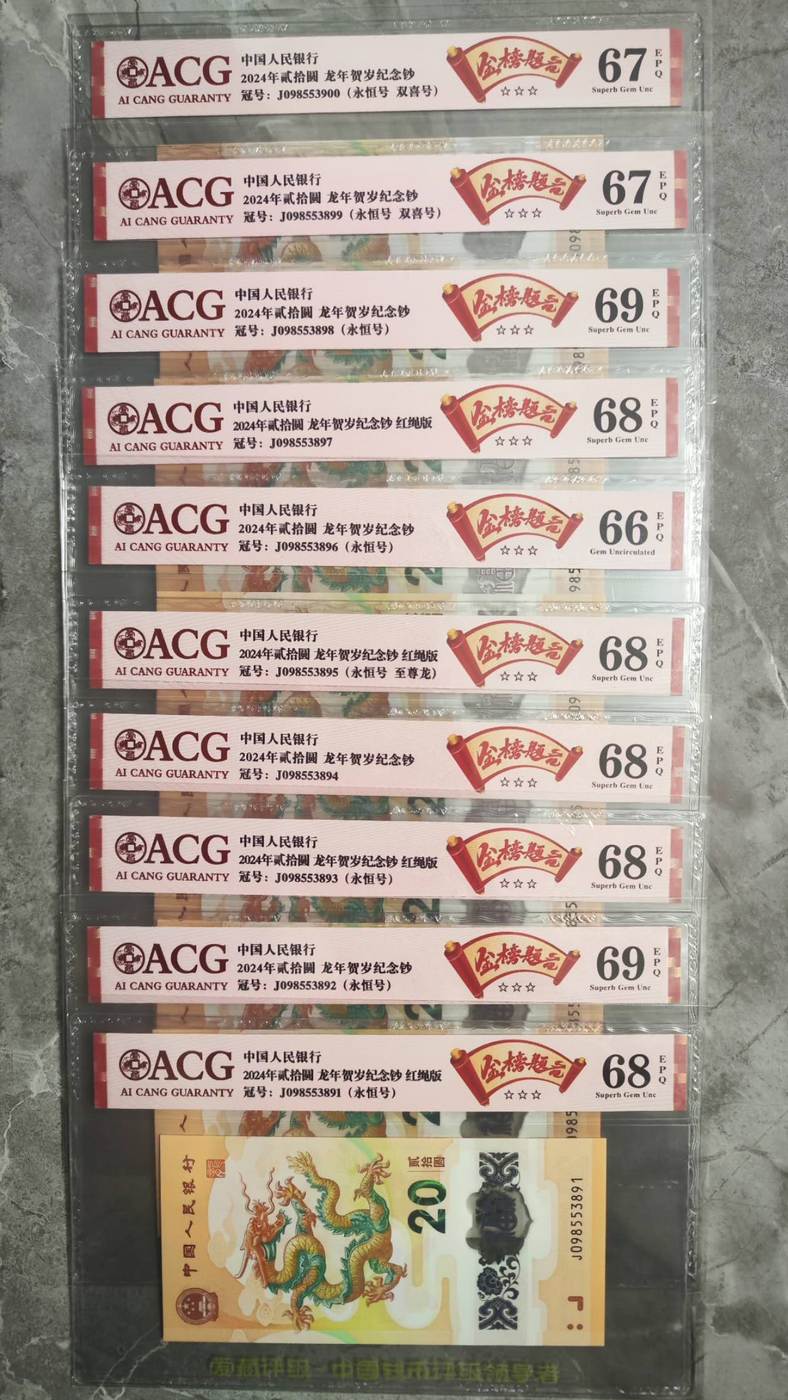 ACG
AI CANG GUARANTY
中国人民银行
2024年贰拾圆 龙年贺岁纪念钞
冠号：J098553900（永恒号 双喜号）
金榜题名
☆☆☆
67
EPQ
Superb Gem Unc
ACG
AI CANG GUARANTY
中国人民银行
2024年贰拾圆 龙年贺岁纪念钞
冠号：J098553899（永恒号 双喜号）
金榜题名
☆☆☆
67
EPQ
Superb Gem Unc
ACG
AI CANG GUARANTY
中国人民银行
2024年贰拾圆 龙年贺岁纪念钞
冠号：J098553898（永恒号）
金榜题名
☆☆☆
69
EPQ
Superb Gem Unc
ACG
AI CANG GUARANTY
中国人民银行
2024年贰拾圆 龙年贺岁纪念钞 红绳版
冠号：J098553897
金榜题名
☆☆☆
68
EPQ
Superb Gem Unc
ACG
AI CANG GUARANTY
中国人民银行
2024年贰拾圆 龙年贺岁纪念钞
冠号：J098553896（永恒号）
金榜题名
☆☆☆
66
EPQ
Gem Uncirculated
ACG
AI CANG GUARANTY
中国人民银行
2024年贰拾圆 龙年贺岁纪念钞 红绳版
冠号：J098553895（永恒号 至尊龙）
金榜题名
☆☆☆
68
EPQ
Superb Gem Unc
ACG
AI CANG GUARANTY
中国人民银行
2024年贰拾圆 龙年贺岁纪念钞
冠号：J098553894
金榜题名
☆☆☆
68
EPQ
Superb Gem Unc
ACG
AI CANG GUARANTY
中国人民银行
2024年贰拾圆 龙年贺岁纪念钞 红绳版
冠号：J098553893（永恒号）
金榜题名
☆☆☆
68
EPQ
Superb Gem Unc
ACG
AI CANG GUARANTY
中国人民银行
2024年贰拾圆 龙年贺岁纪念钞
冠号：J098553892（永恒号）
金榜题名
☆☆☆
69
EPQ
Superb Gem Unc
ACG
AI CANG GUARANTY
中国人民银行
2024年贰拾圆 龙年贺岁纪念钞 红绳版
冠号：J098553891（永恒号）
金榜题名
☆☆☆
68
EPQ
Superb Gem Unc
中国人民银行
贰拾圆
20
J098553891